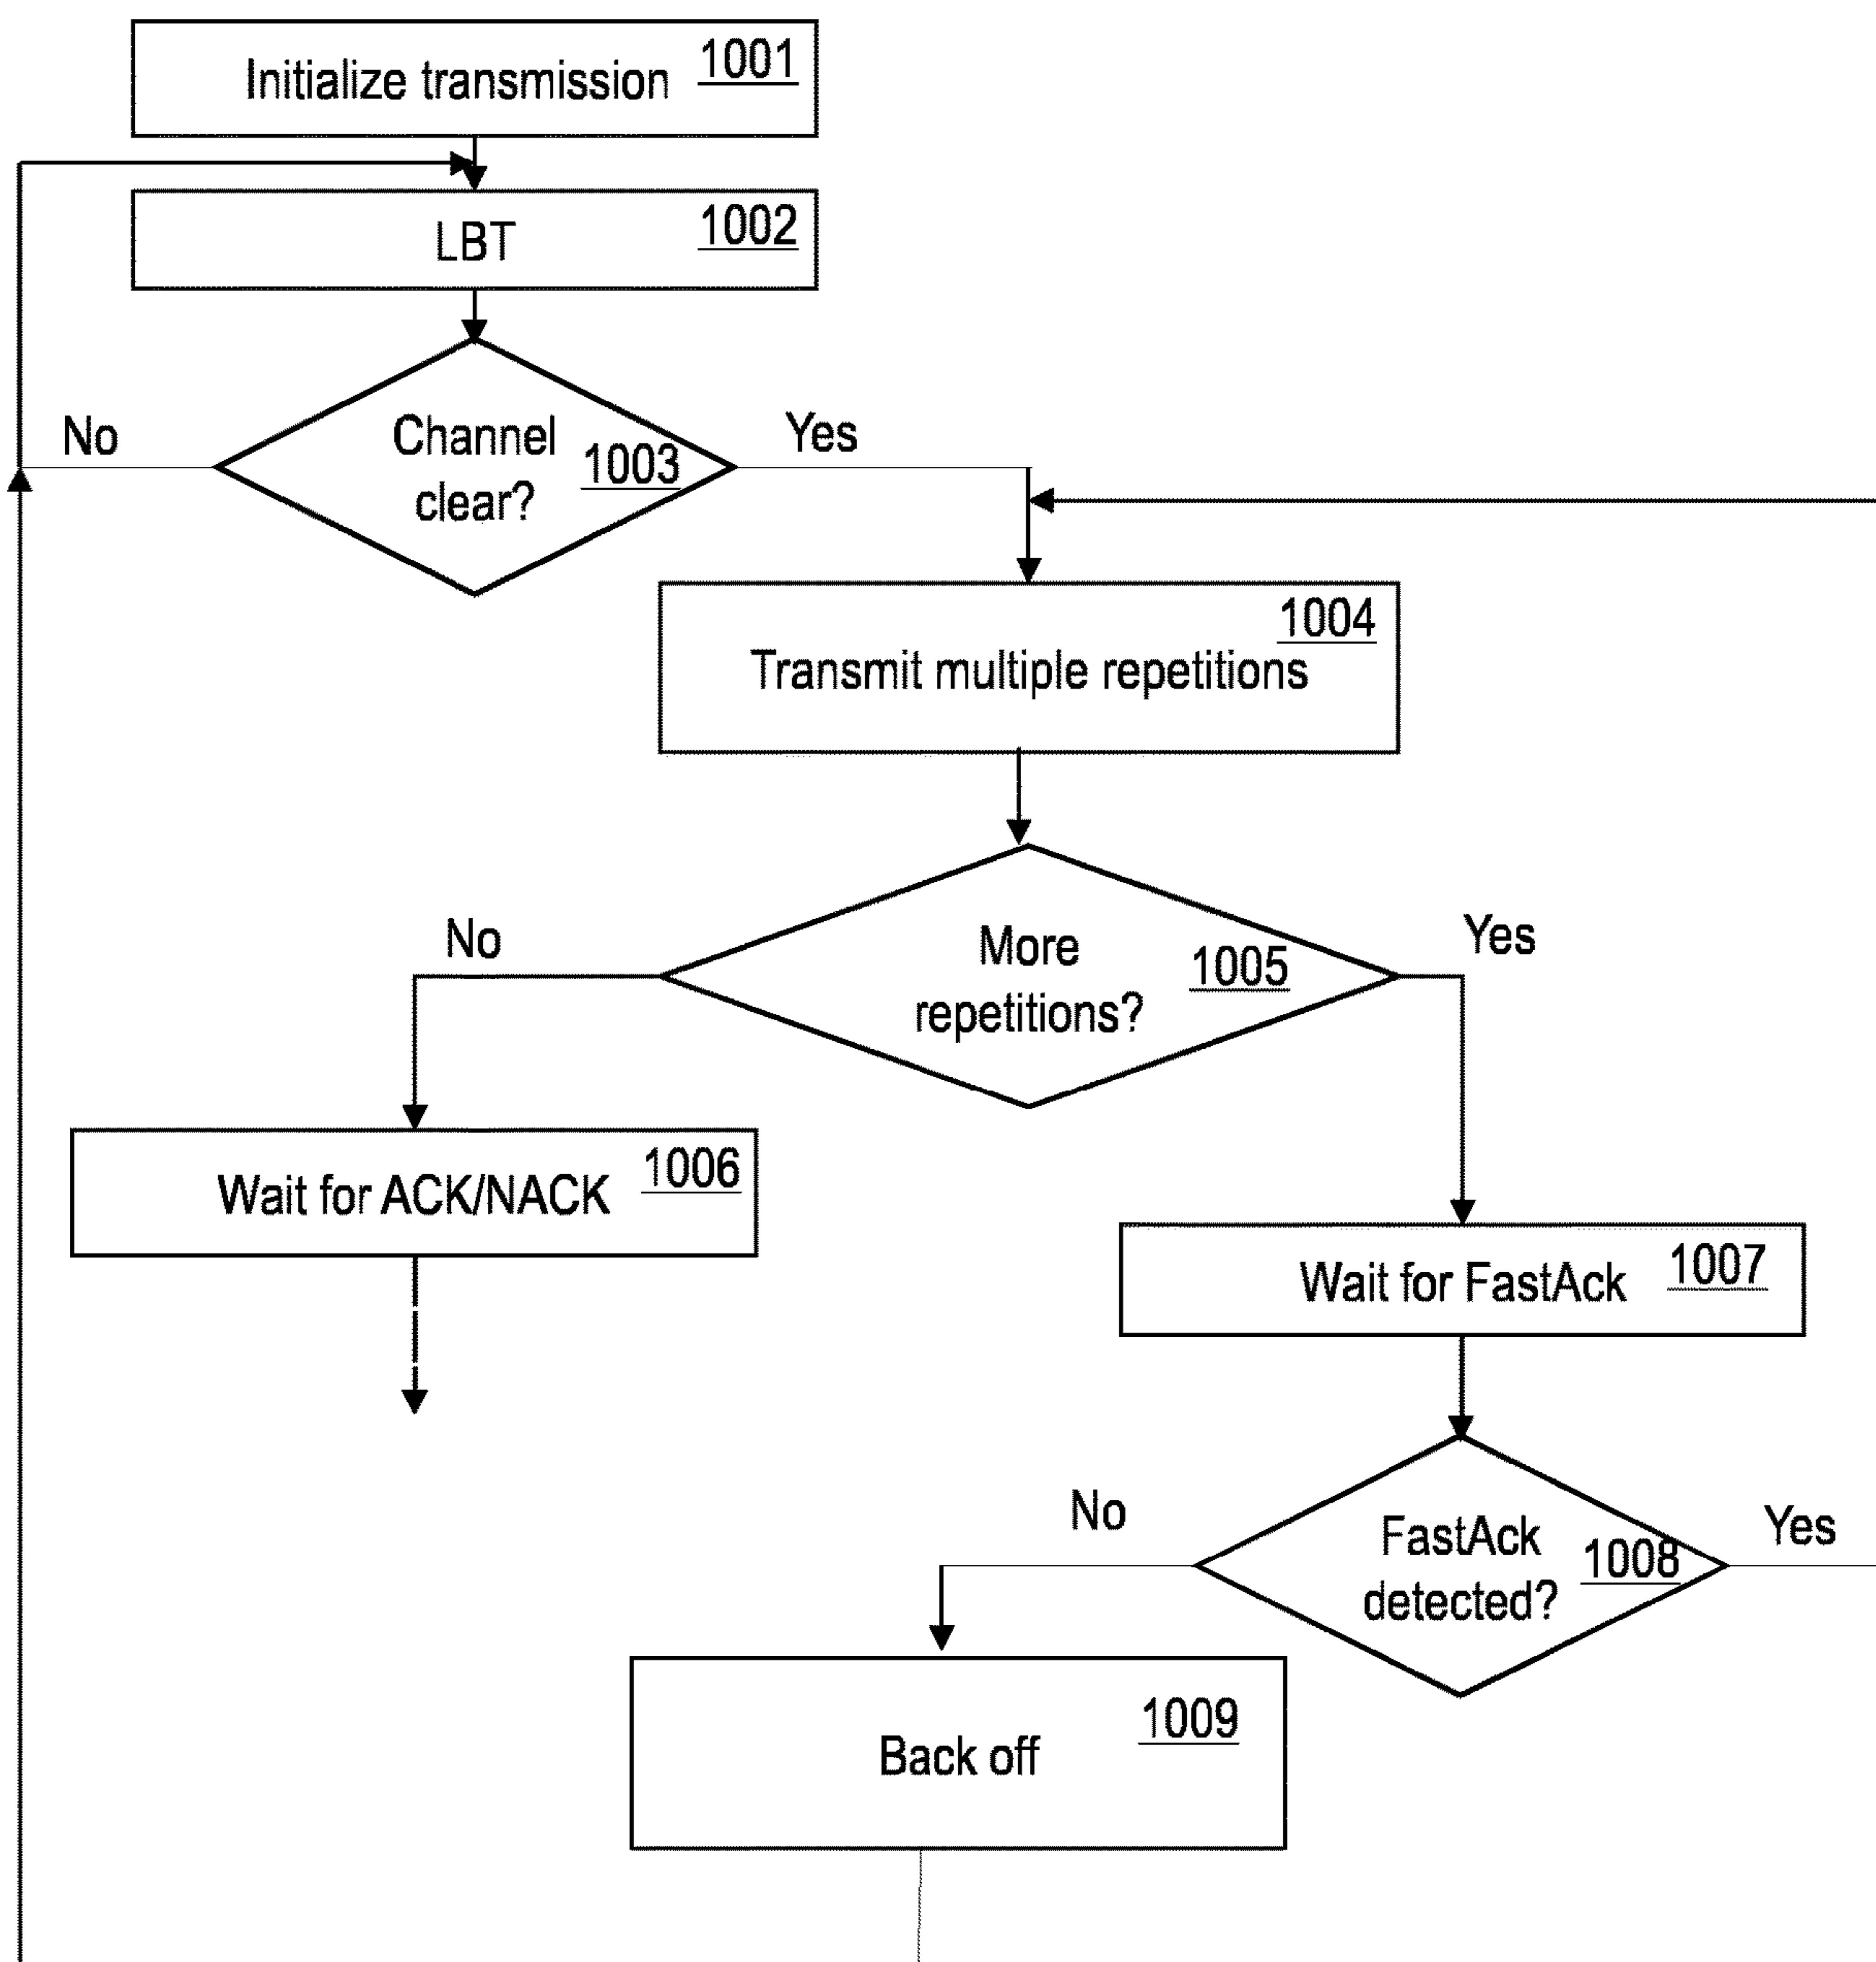 Initialize transmission 1001
LBT 1002
Channel
clear? 1003
No
Yes
1004
Transmit multiple repetitions
No
More
repetitions? 1005
Yes
Wait for ACK/NACK 1006
Wait for FastAck 1007
No
FastAck
detected? 1008
Yes
Back off 1009